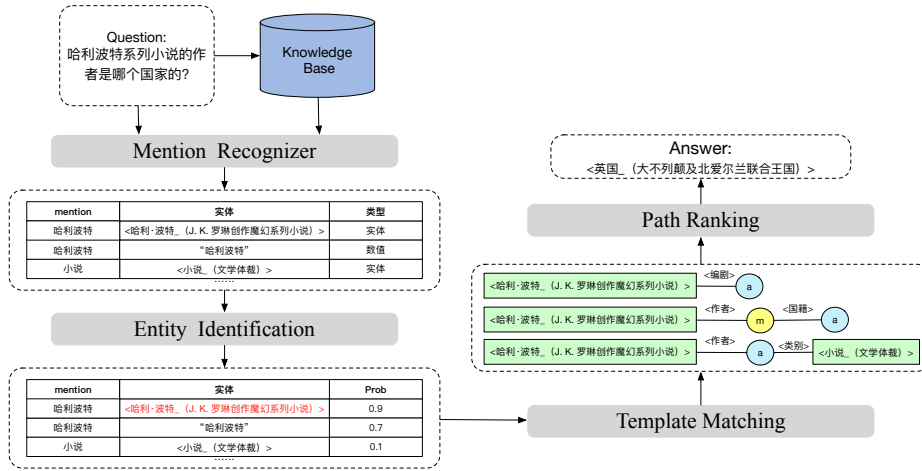 Question:
哈利波特系列小说的作
者是哪个国家的?
Knowledge
Base
Mention Recognizer
mention 实体 类型
哈利波特 <哈利·波特_（J. K. 罗琳创作魔幻系列小说）> 实体
哈利波特 “哈利波特” 数值
小说 <小说_（文学体裁）> 实体
......
Entity Identification
mention 实体 Prob
哈利波特 <哈利·波特_（J. K. 罗琳创作魔幻系列小说）> 0.9
哈利波特 “哈利波特” 0.7
小说 <小说_（文学体裁）> 0.1
......
Template Matching
<哈利·波特_（J. K. 罗琳创作魔幻系列小说）> <编剧> a
<哈利·波特_（J. K. 罗琳创作魔幻系列小说）> <作者> m <国籍> a
<哈利·波特_（J. K. 罗琳创作魔幻系列小说）> <作者> a <类别> <小说_（文学体裁）>
Path Ranking
Answer:
<英国_（大不列颠及北爱尔兰联合王国）>